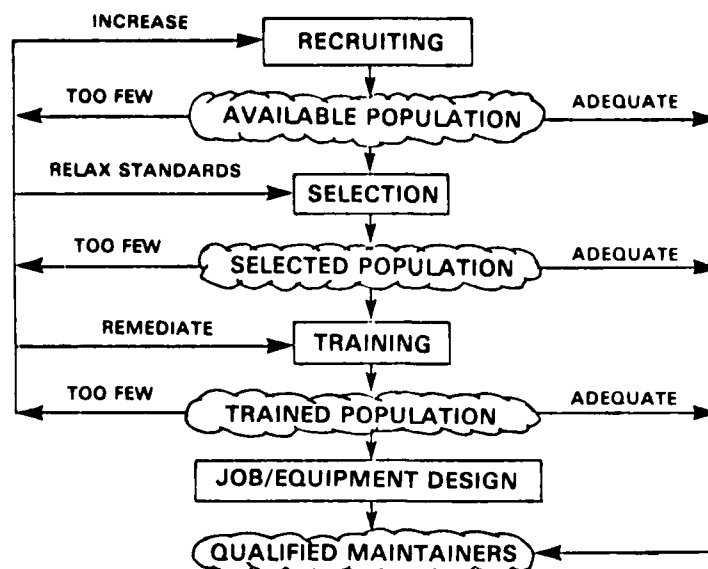 INCREASE
RECRUITING
TOO FEW
AVAILABLE POPULATION
ADEQUATE
RELAX STANDARDS
SELECTION
TOO FEW
SELECTED POPULATION
ADEQUATE
REMEDIATE
TRAINING
TOO FEW
TRAINED POPULATION
ADEQUATE
JOB/EQUIPMENT DESIGN
QUALIFIED MAINTAINERS